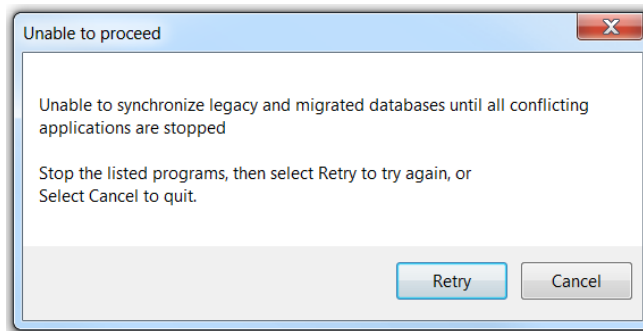 Unable to proceed
Unable to synchronize legacy and migrated databases until all conflicting
applications are stopped
Stop the listed programs, then select Retry to try again, or
Select Cancel to quit.
Retry Cancel